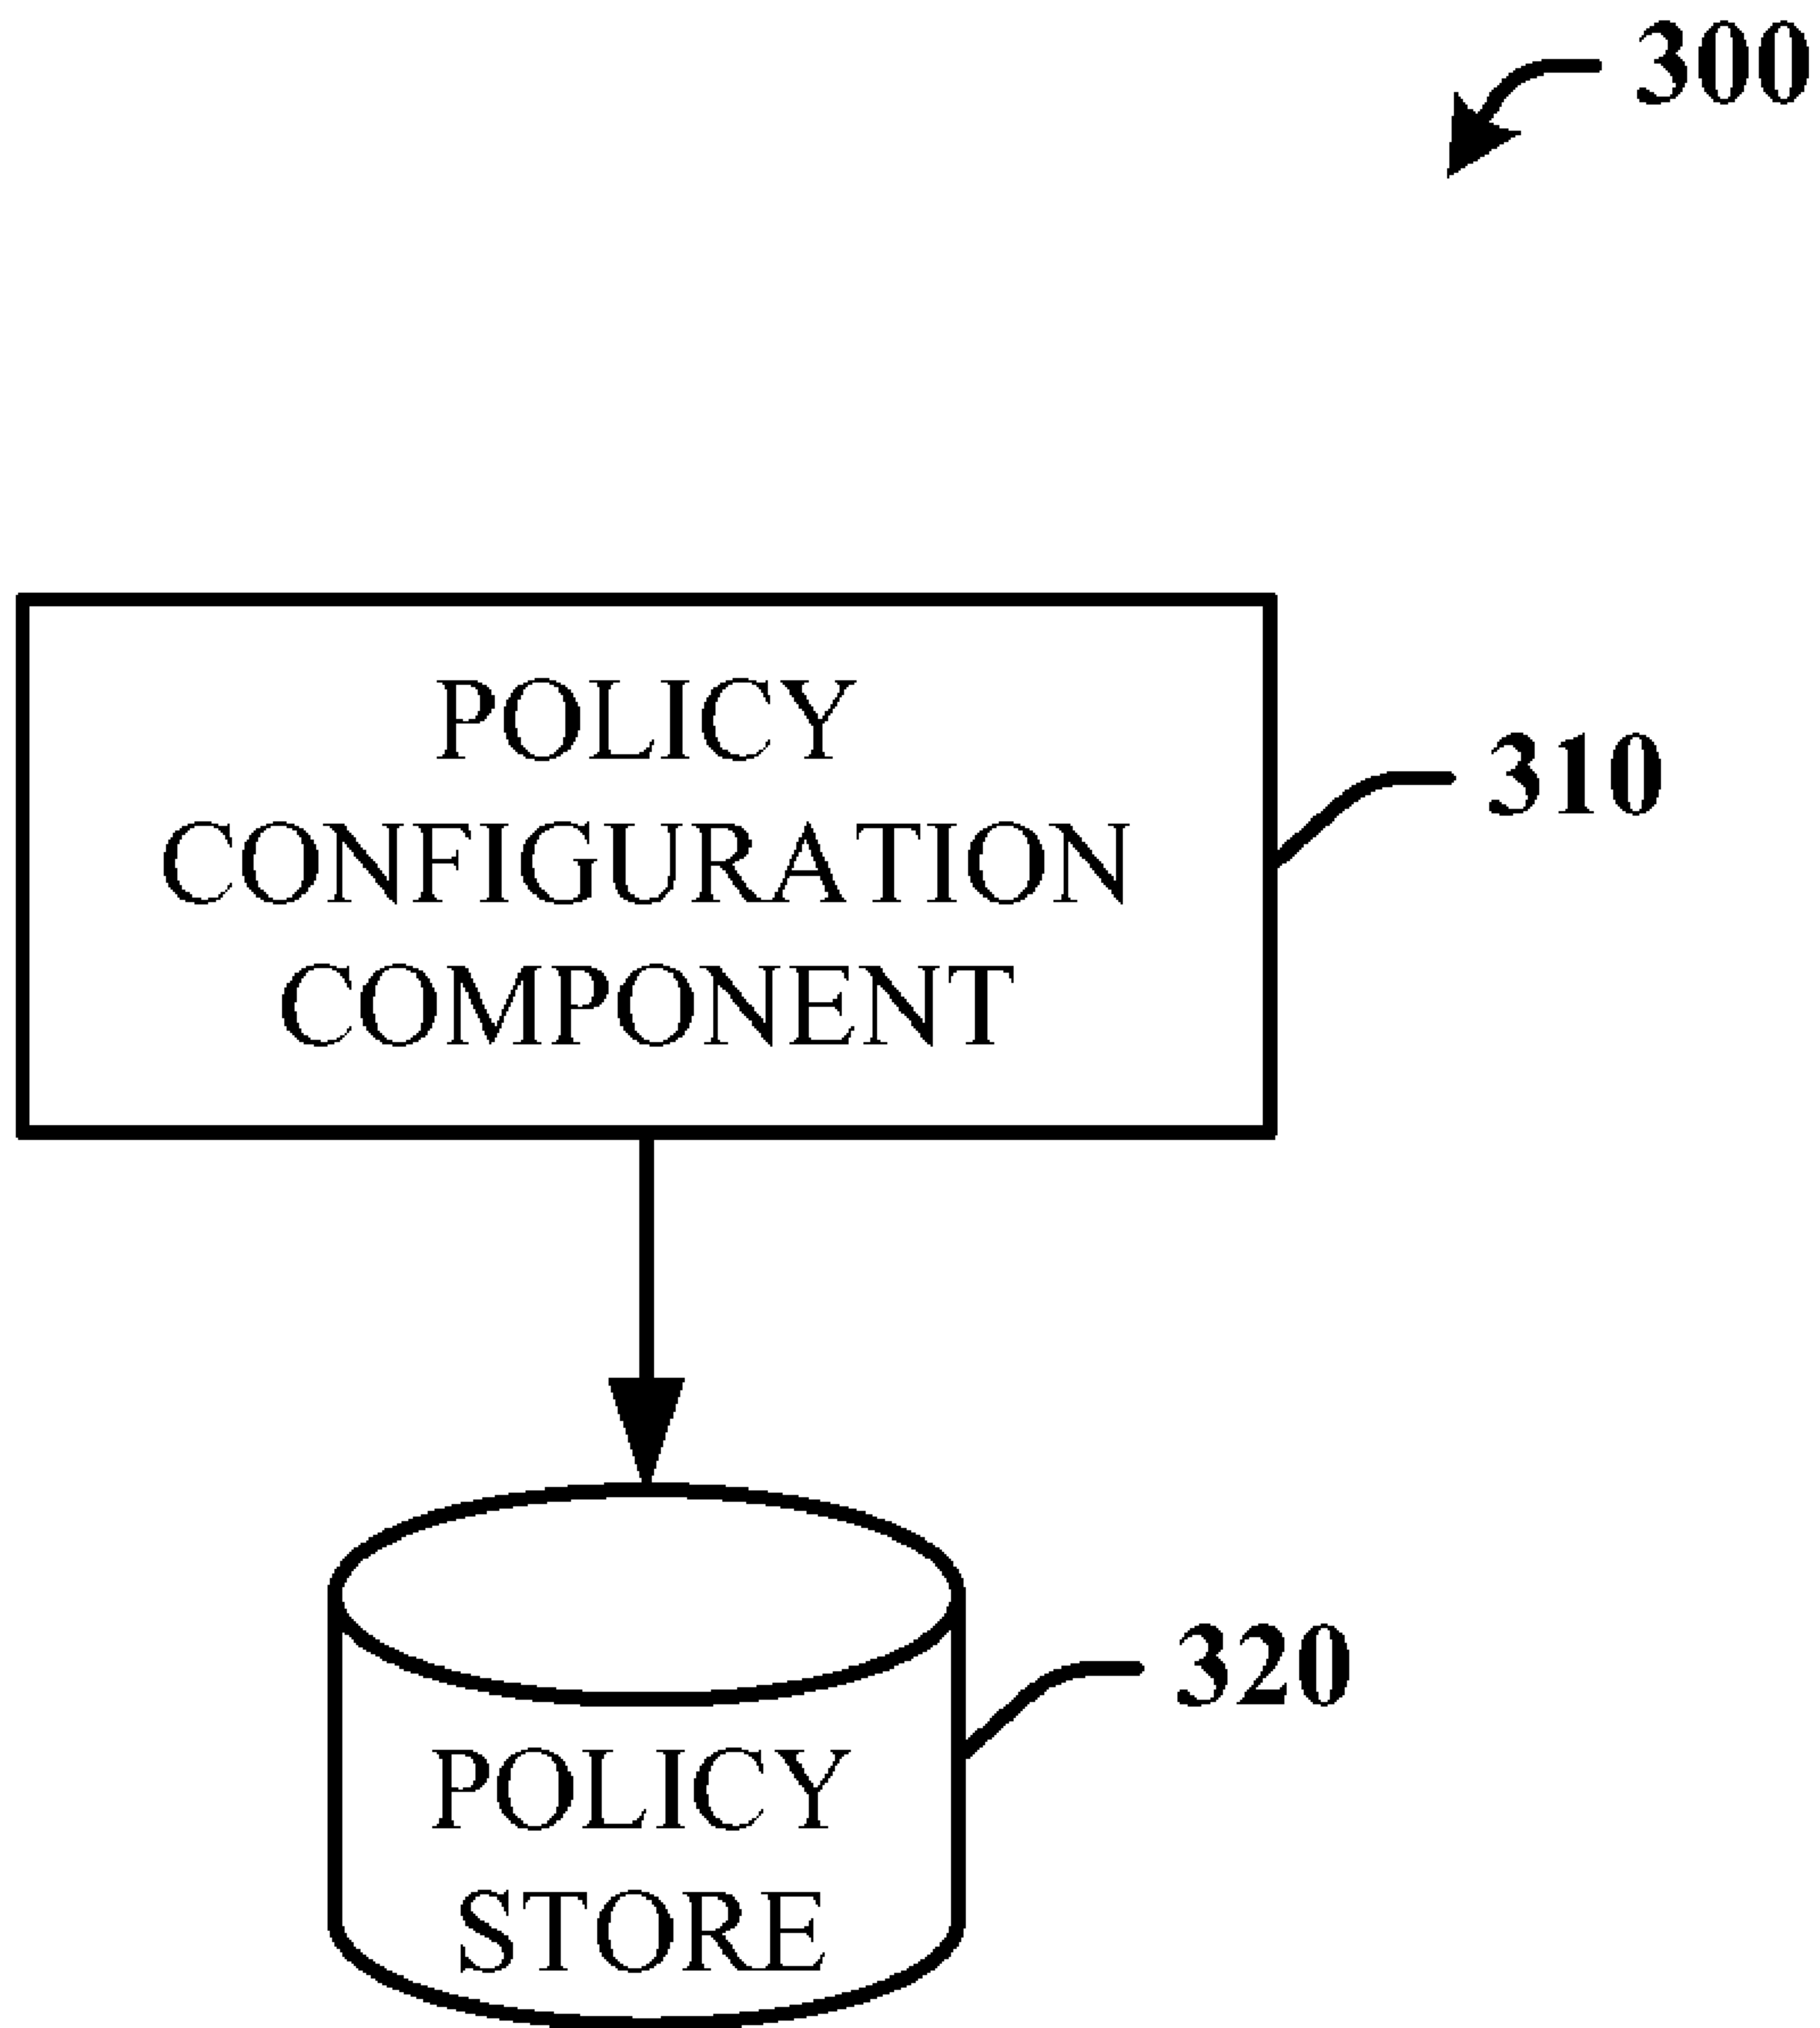 300
POLICY
CONFIGURATION
COMPONENT
310
320
POLICY
STORE